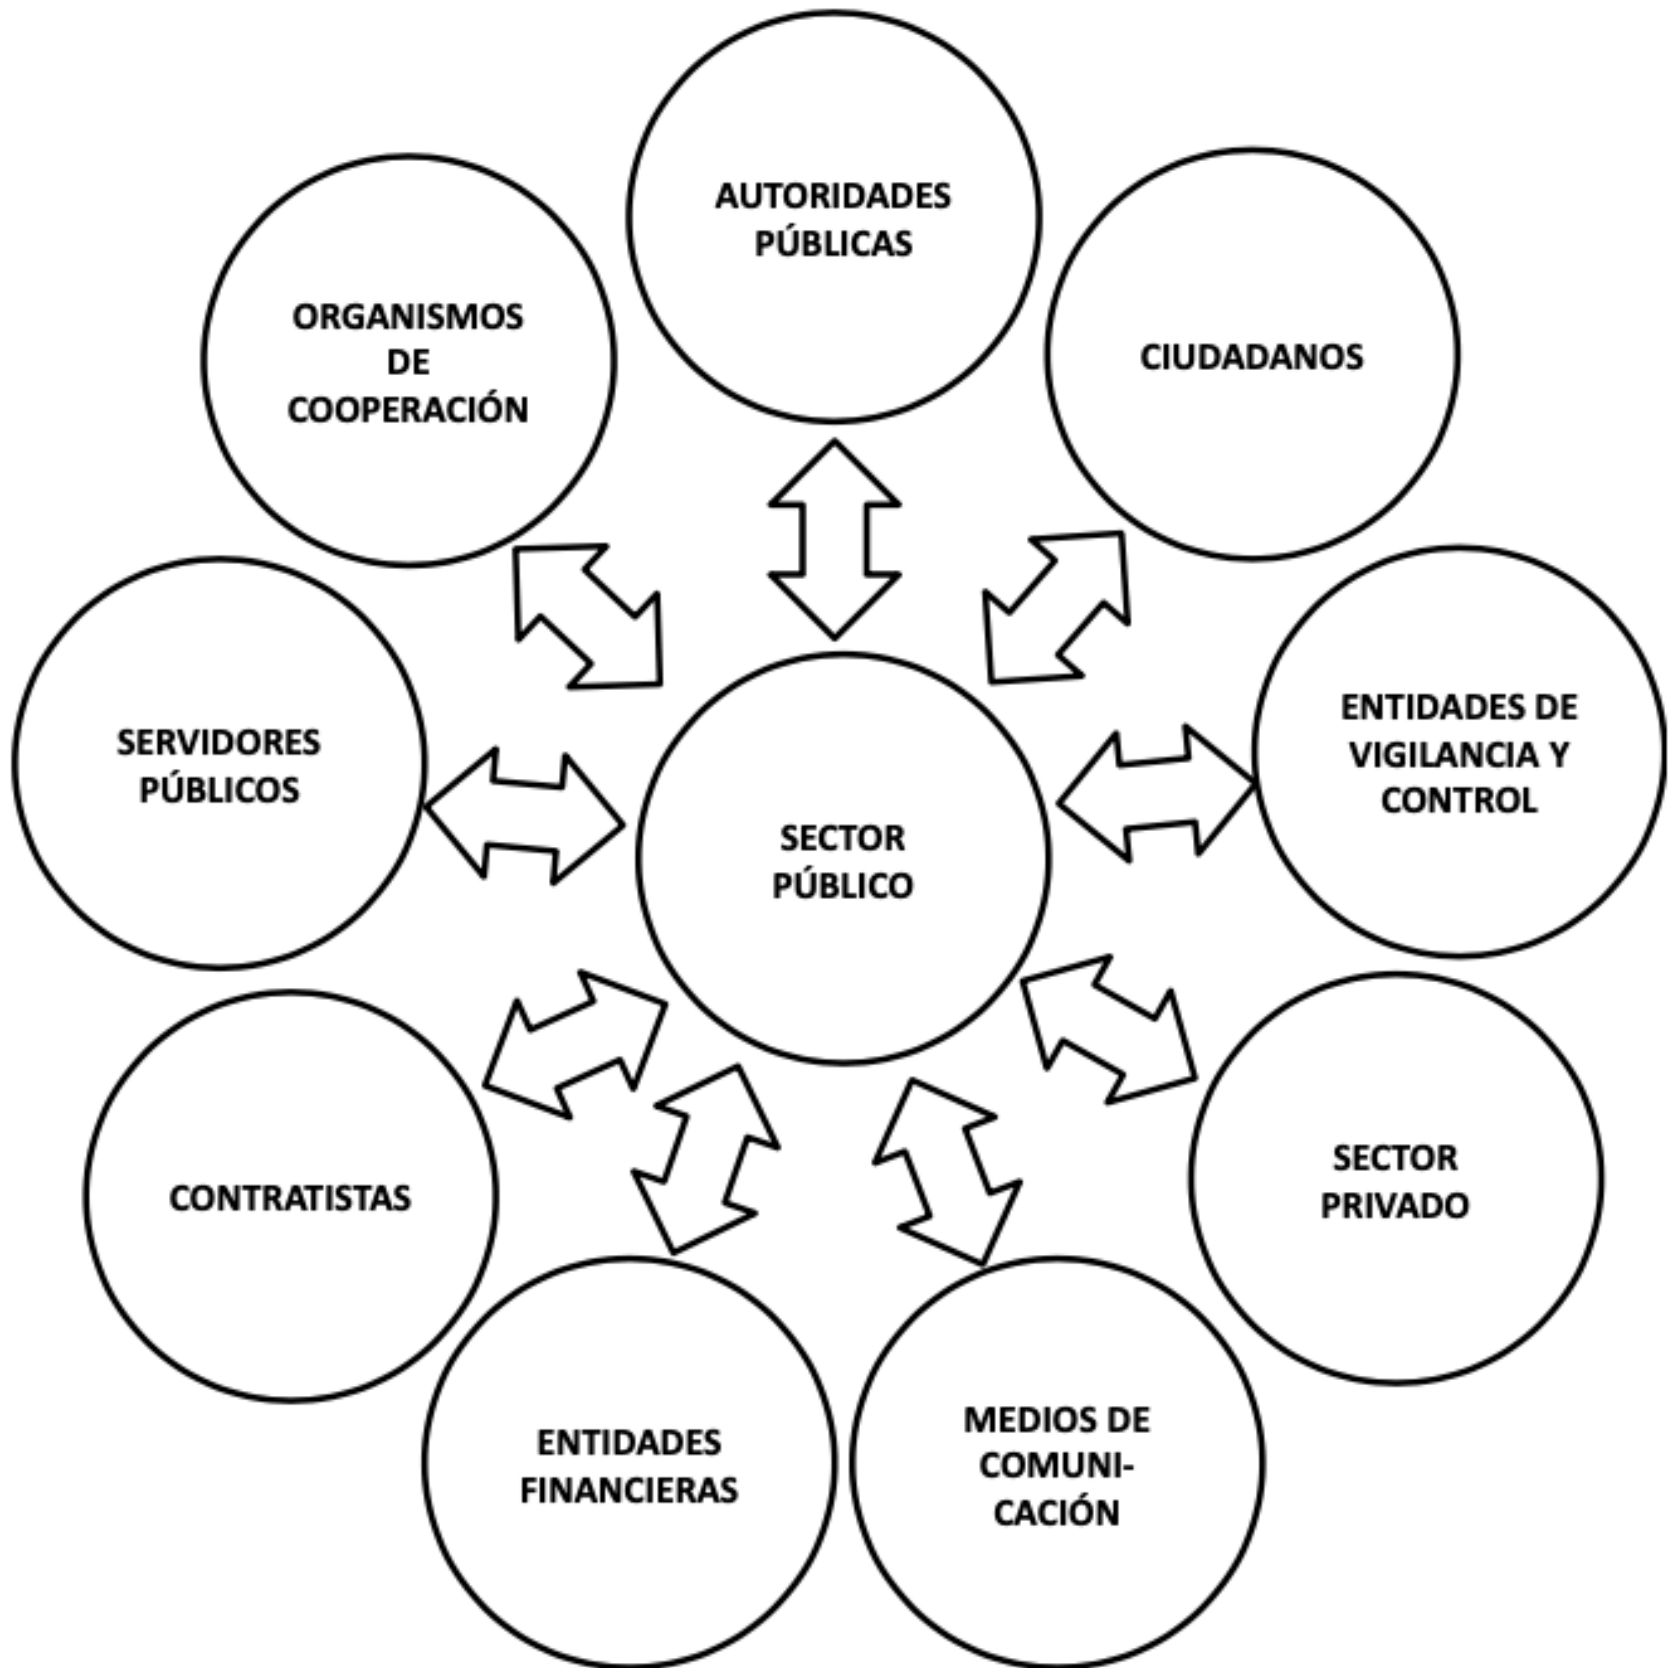 AUTORIDADES
PÚBLICAS
CIUDADANOS
ENTIDADES DE
VIGILANCIA Y
CONTROL
SECTOR
PRIVADO
MEDIOS DE
COMUNI-
CACIÓN
ENTIDADES
FINANCIERAS
CONTRATISTAS
SERVIDORES
PÚBLICOS
ORGANISMOS
DE
COOPERACIÓN
SECTOR
PÚBLICO